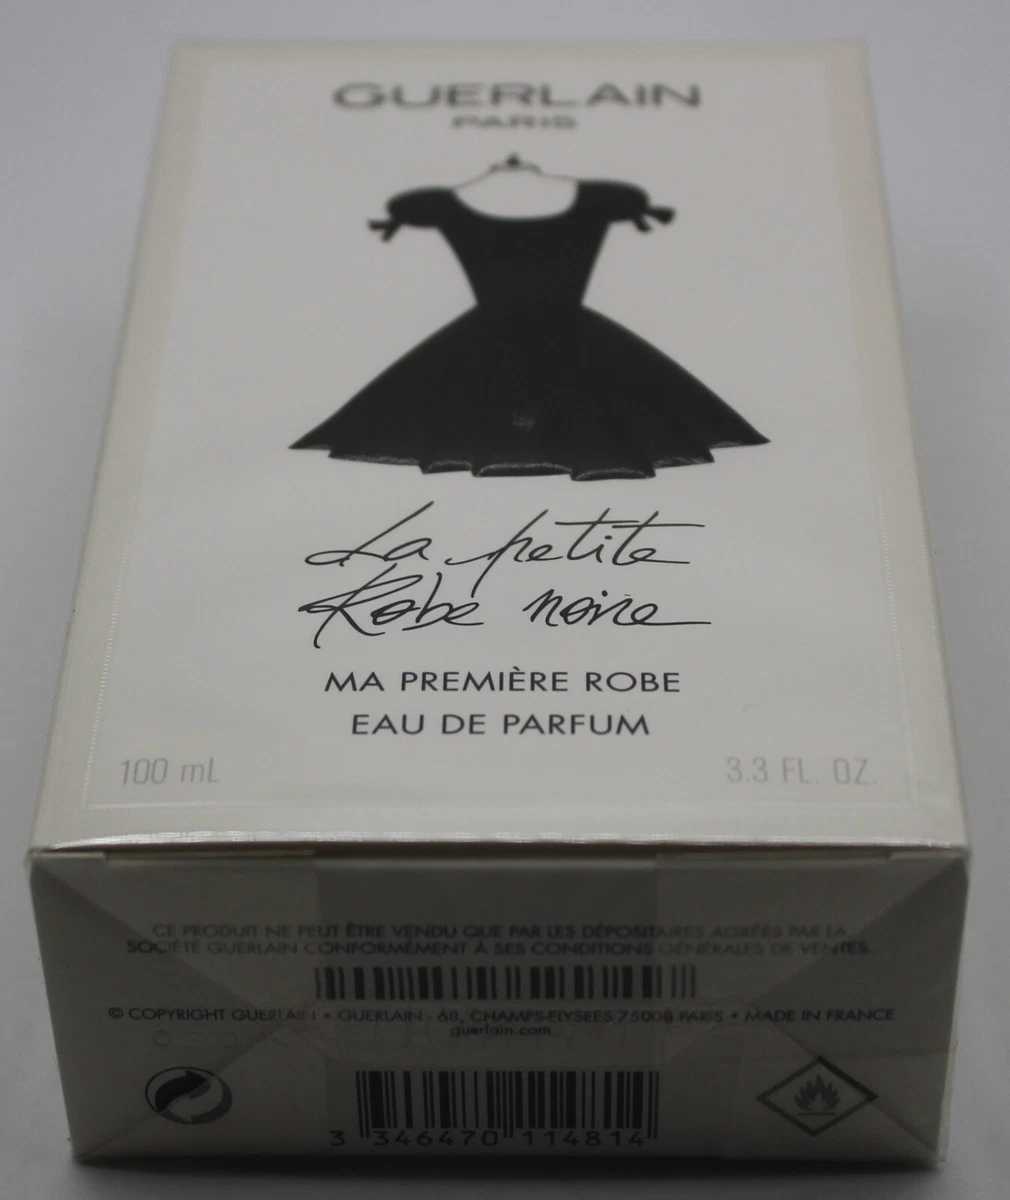 GUERLAIN
PARIS
La petite
Robe noire
MA PREMIÈRE ROBE
EAU DE PARFUM
100 mL
3.3 FL. OZ.
CE PRODUIT NE PEUT ÊTRE VENDU QUE PAR LES DÉPOSITAIRES AGRÉÉS PAR LA
SOCIÉTÉ GUERLAIN CONFORMÉMENT À SES CONDITIONS GÉNÉRALES DE VENTES.
© COPYRIGHT GUERLAIN • GUERLAIN - 68, CHAMPS-ELYSEES 75008 PARIS • MADE IN FRANCE
guerlain.com
3 346470 114814